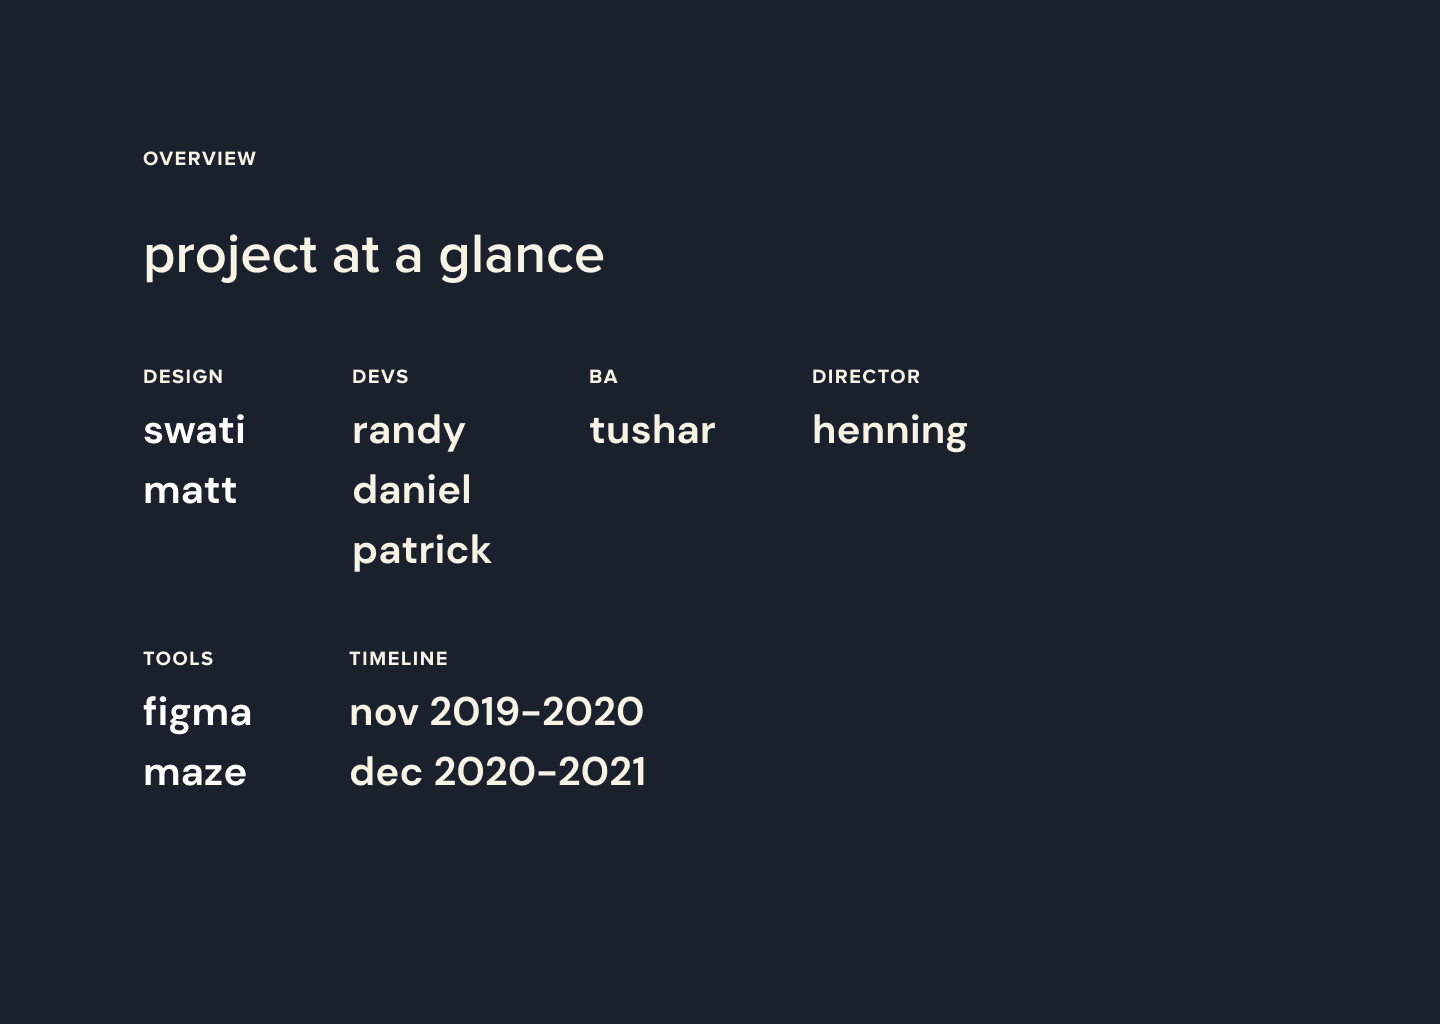 OVERVIEW
project at a glance
DESIGN
swati
matt
DEVS
randy
daniel
patrick
BA
tushar
DIRECTOR
henning
TOOLS
figma
maze
TIMELINE
nov 2019–2020
dec 2020–2021